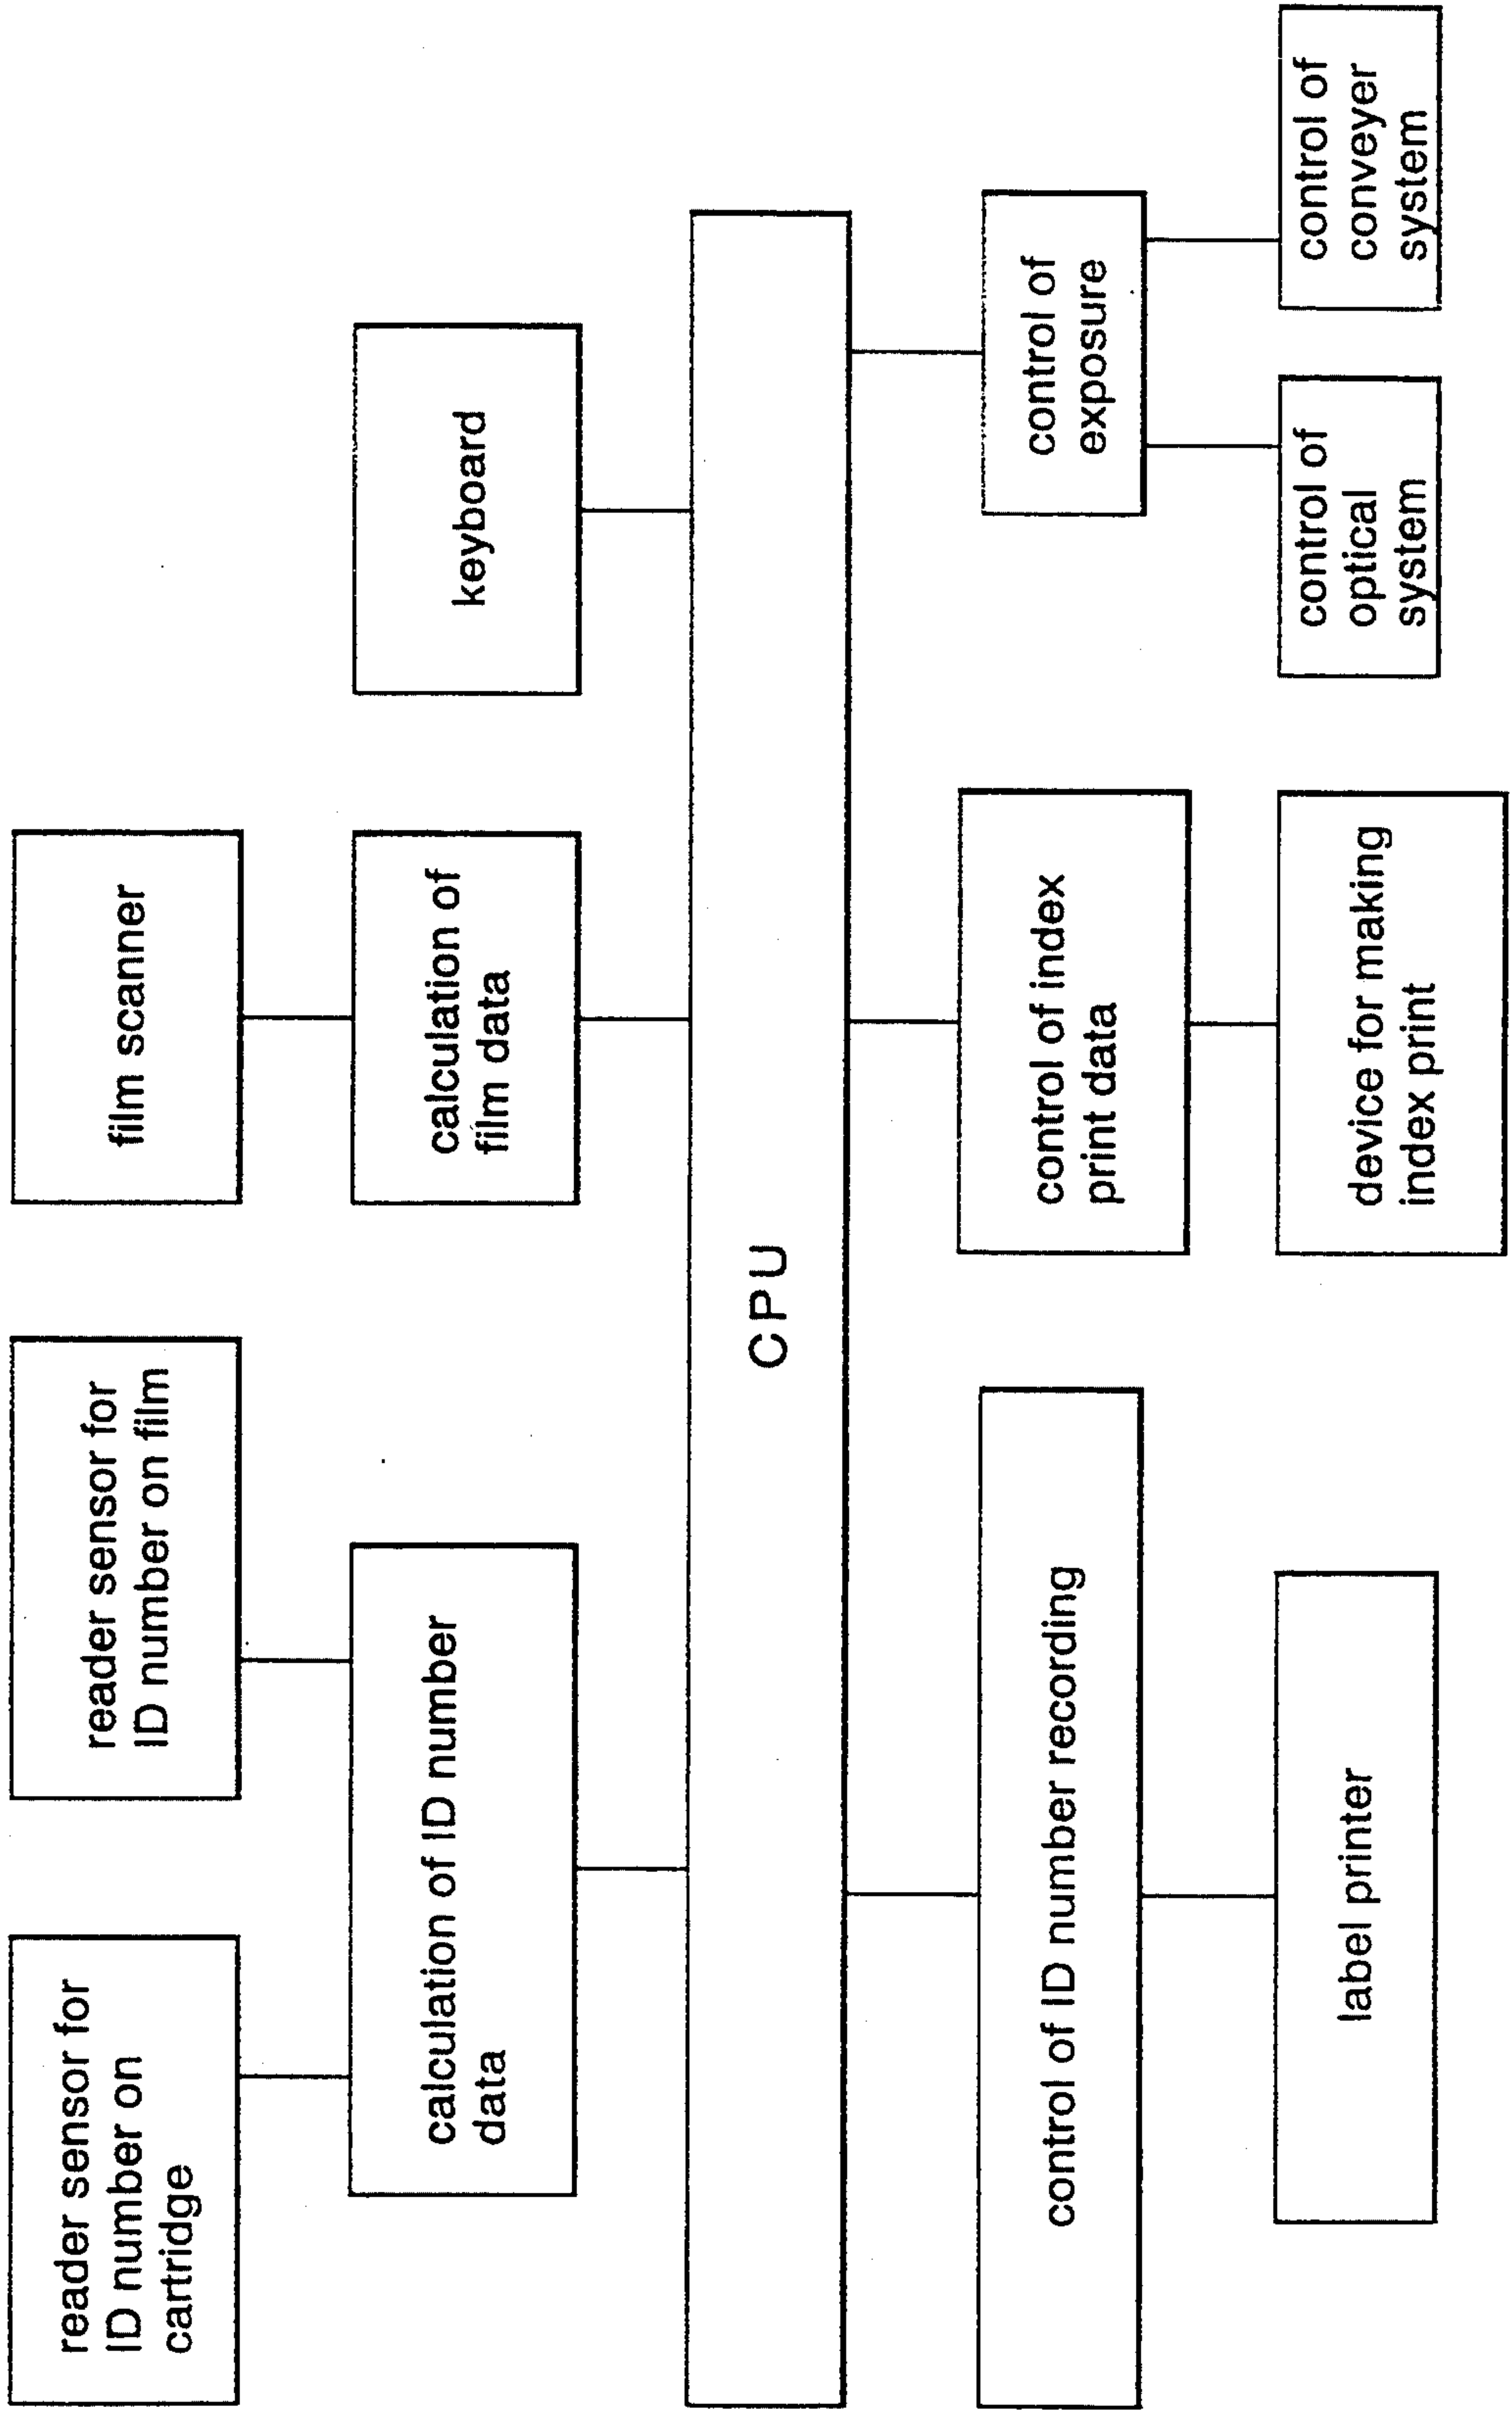 reader sensor for
ID number on
cartridge
reader sensor for
ID number on film
film scanner
calculation of ID number
data
calculation of
film data
keyboard
CPU
control of ID number recording
control of index
print data
control of
exposure
label printer
device for making
index print
control of
optical
system
control of
conveyer
system